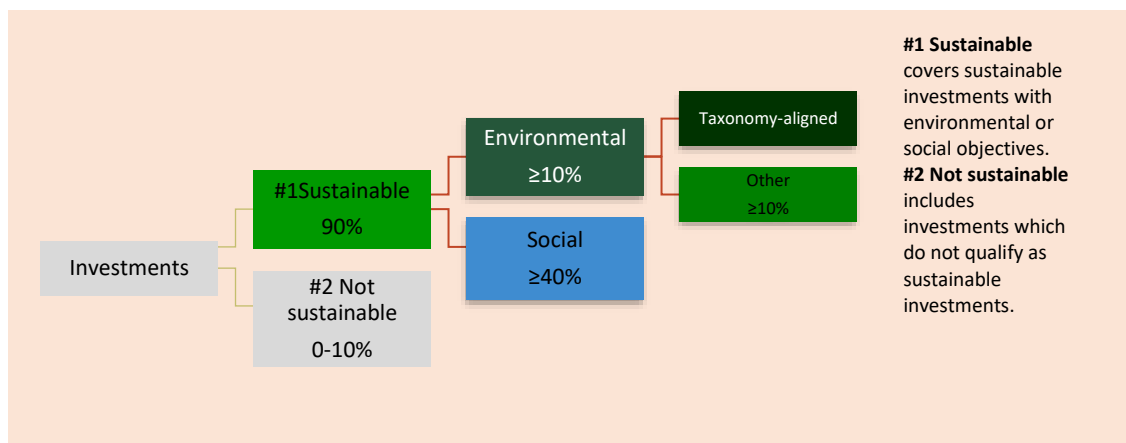 Investments
#1Sustainable
90%
#2 Not
sustainable
0-10%
Environmental
≥10%
Social
≥40%
Taxonomy-aligned
Other
≥10%
#1 Sustainable
covers sustainable
investments with
environmental or
social objectives.
#2 Not sustainable
includes
investments which
do not qualify as
sustainable
investments.